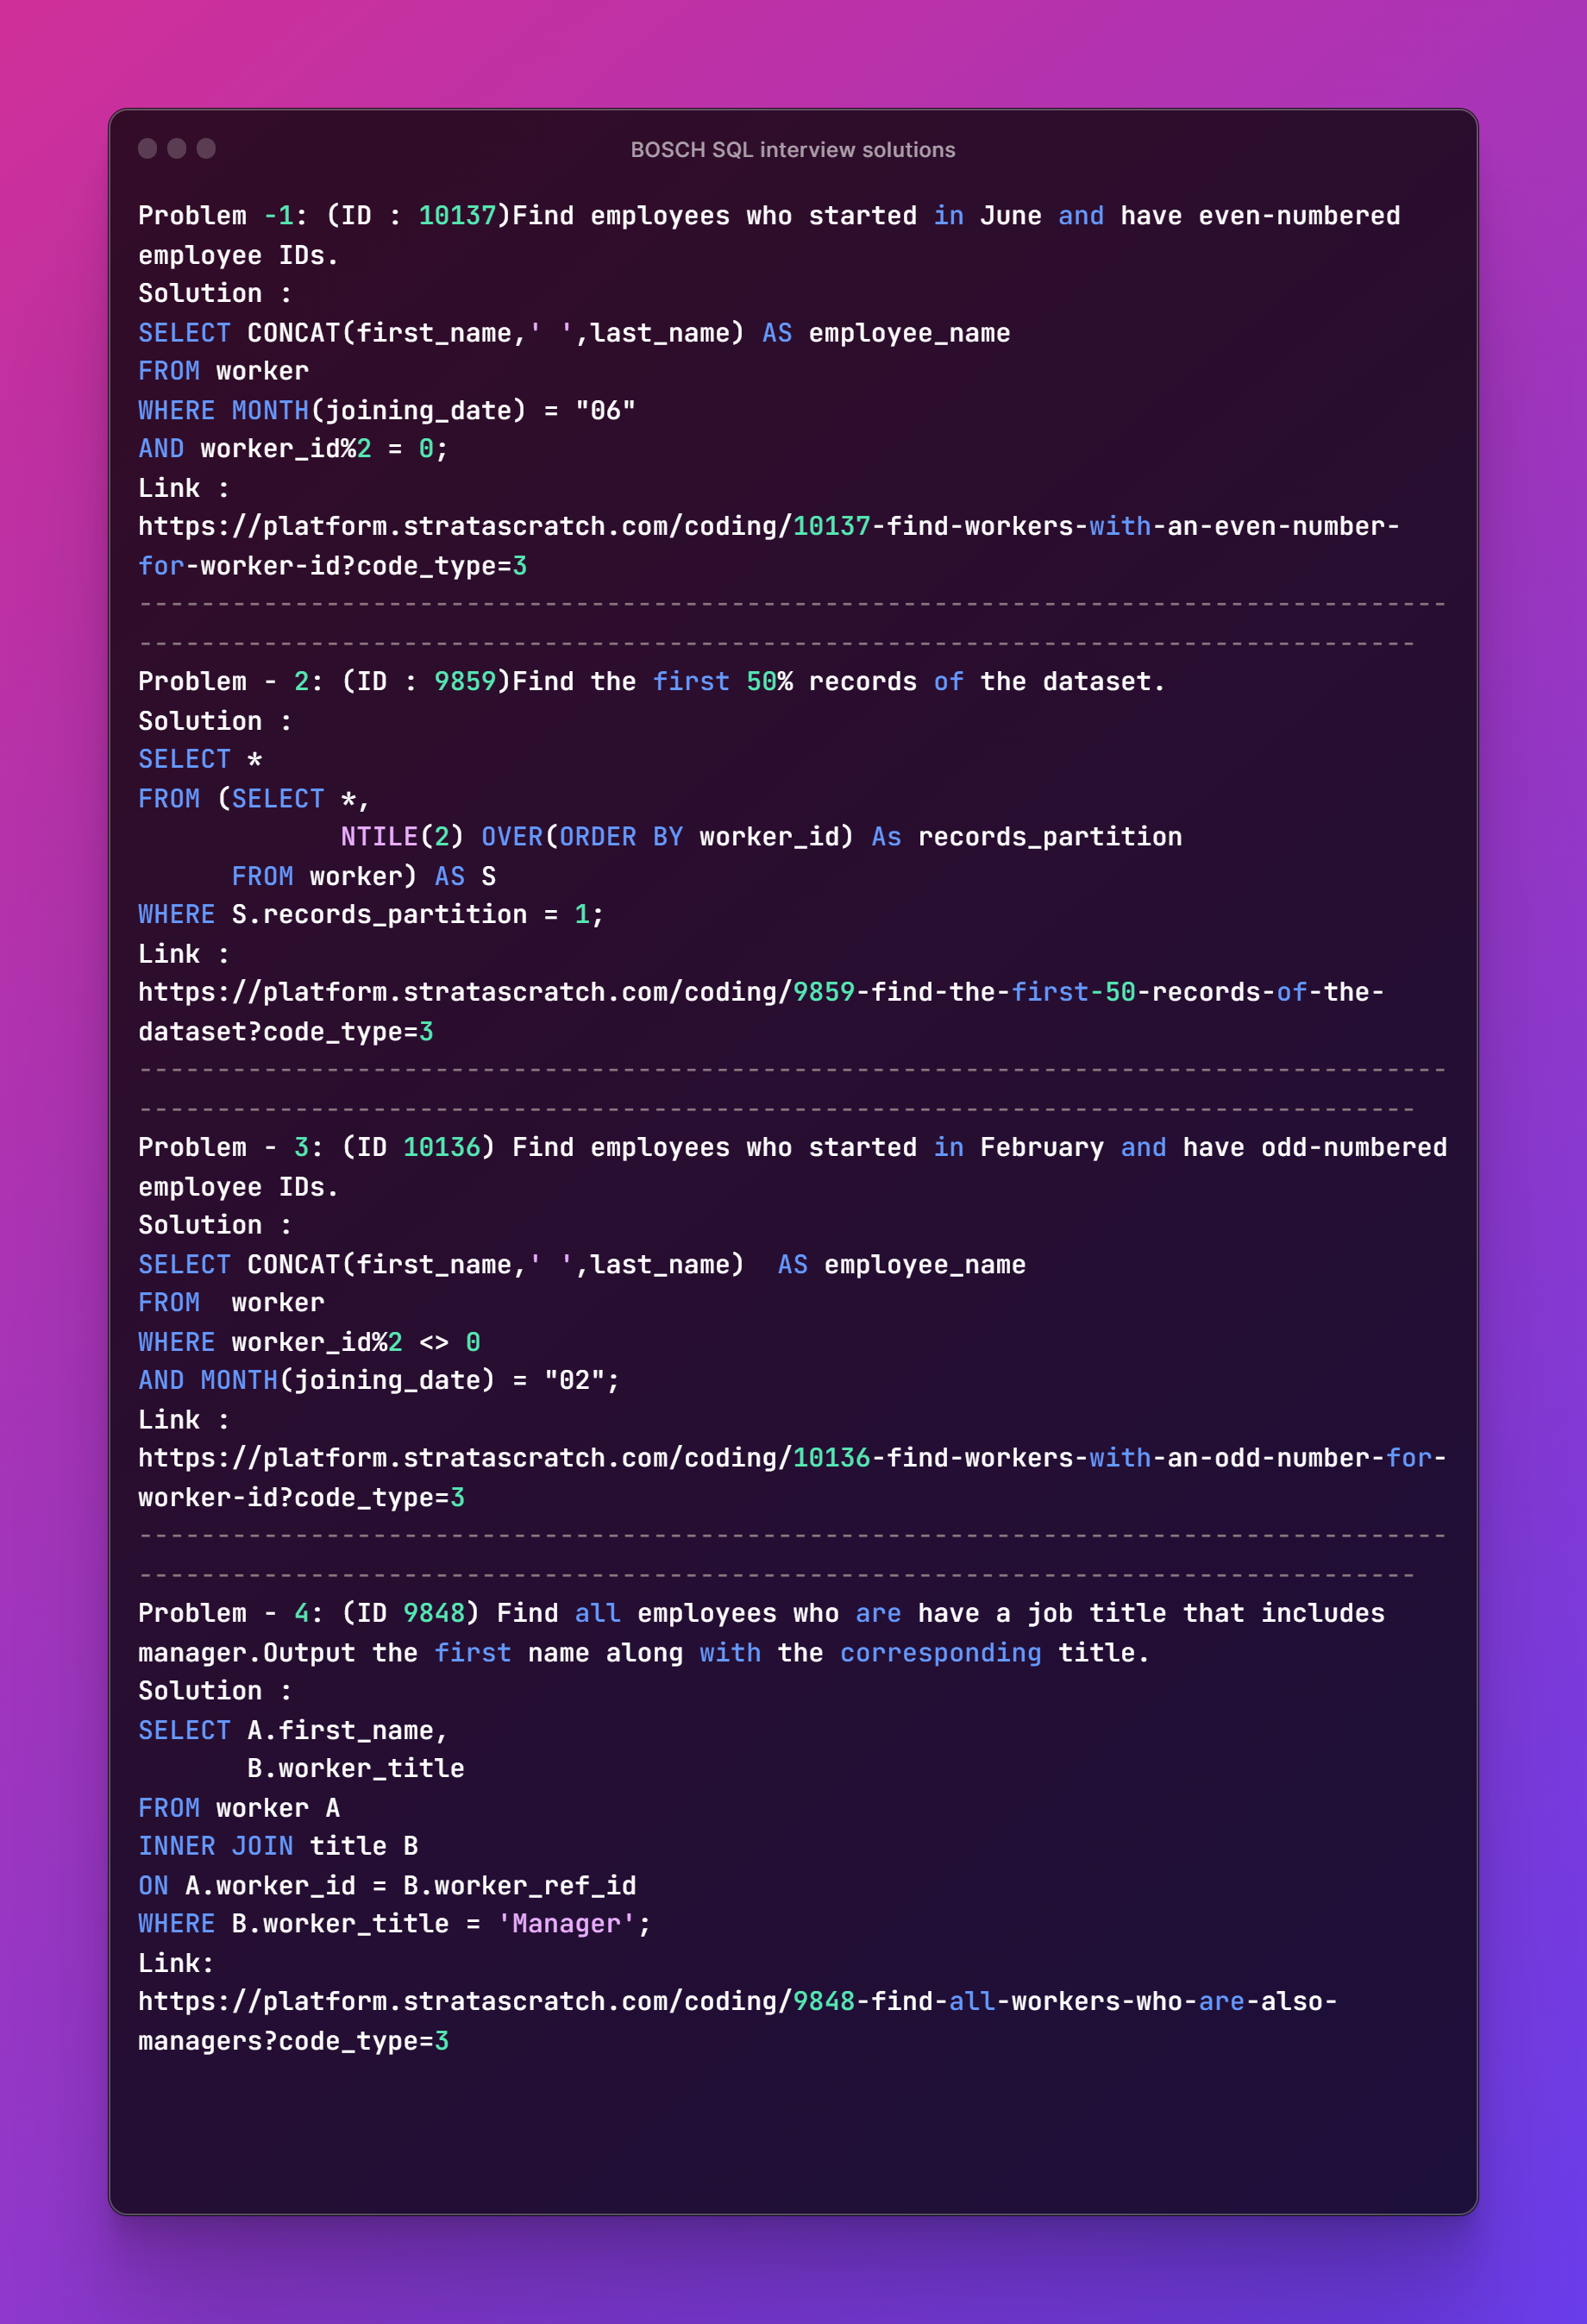 BOSCH SQL interview solutions
Problem -1: (ID : 10137)Find employees who started in June and have even-numbered
employee IDs.
Solution :
SELECT CONCAT(first_name,' ',last_name) AS employee_name
FROM worker
WHERE MONTH(joining_date) = "06"
AND worker_id%2 = 0;
Link :
https://platform.stratascratch.com/coding/10137-find-workers-with-an-even-number-
for-worker-id?code_type=3
------------------------------------------------------------------------------------
----------------------------------------------------------------------------------
Problem - 2: (ID : 9859)Find the first 50% records of the dataset.
Solution :
SELECT *
FROM (SELECT *,
             NTILE(2) OVER(ORDER BY worker_id) As records_partition
      FROM worker) AS S
WHERE S.records_partition = 1;
Link :
https://platform.stratascratch.com/coding/9859-find-the-first-50-records-of-the-
dataset?code_type=3
------------------------------------------------------------------------------------
----------------------------------------------------------------------------------
Problem - 3: (ID 10136) Find employees who started in February and have odd-numbered
employee IDs.
Solution :
SELECT CONCAT(first_name,' ',last_name)  AS employee_name
FROM  worker
WHERE worker_id%2 <> 0
AND MONTH(joining_date) = "02";
Link :
https://platform.stratascratch.com/coding/10136-find-workers-with-an-odd-number-for-
worker-id?code_type=3
------------------------------------------------------------------------------------
----------------------------------------------------------------------------------
Problem - 4: (ID 9848) Find all employees who are have a job title that includes
manager.Output the first name along with the corresponding title.
Solution :
SELECT A.first_name,
       B.worker_title
FROM worker A
INNER JOIN title B
ON A.worker_id = B.worker_ref_id
WHERE B.worker_title = 'Manager';
Link:
https://platform.stratascratch.com/coding/9848-find-all-workers-who-are-also-
managers?code_type=3